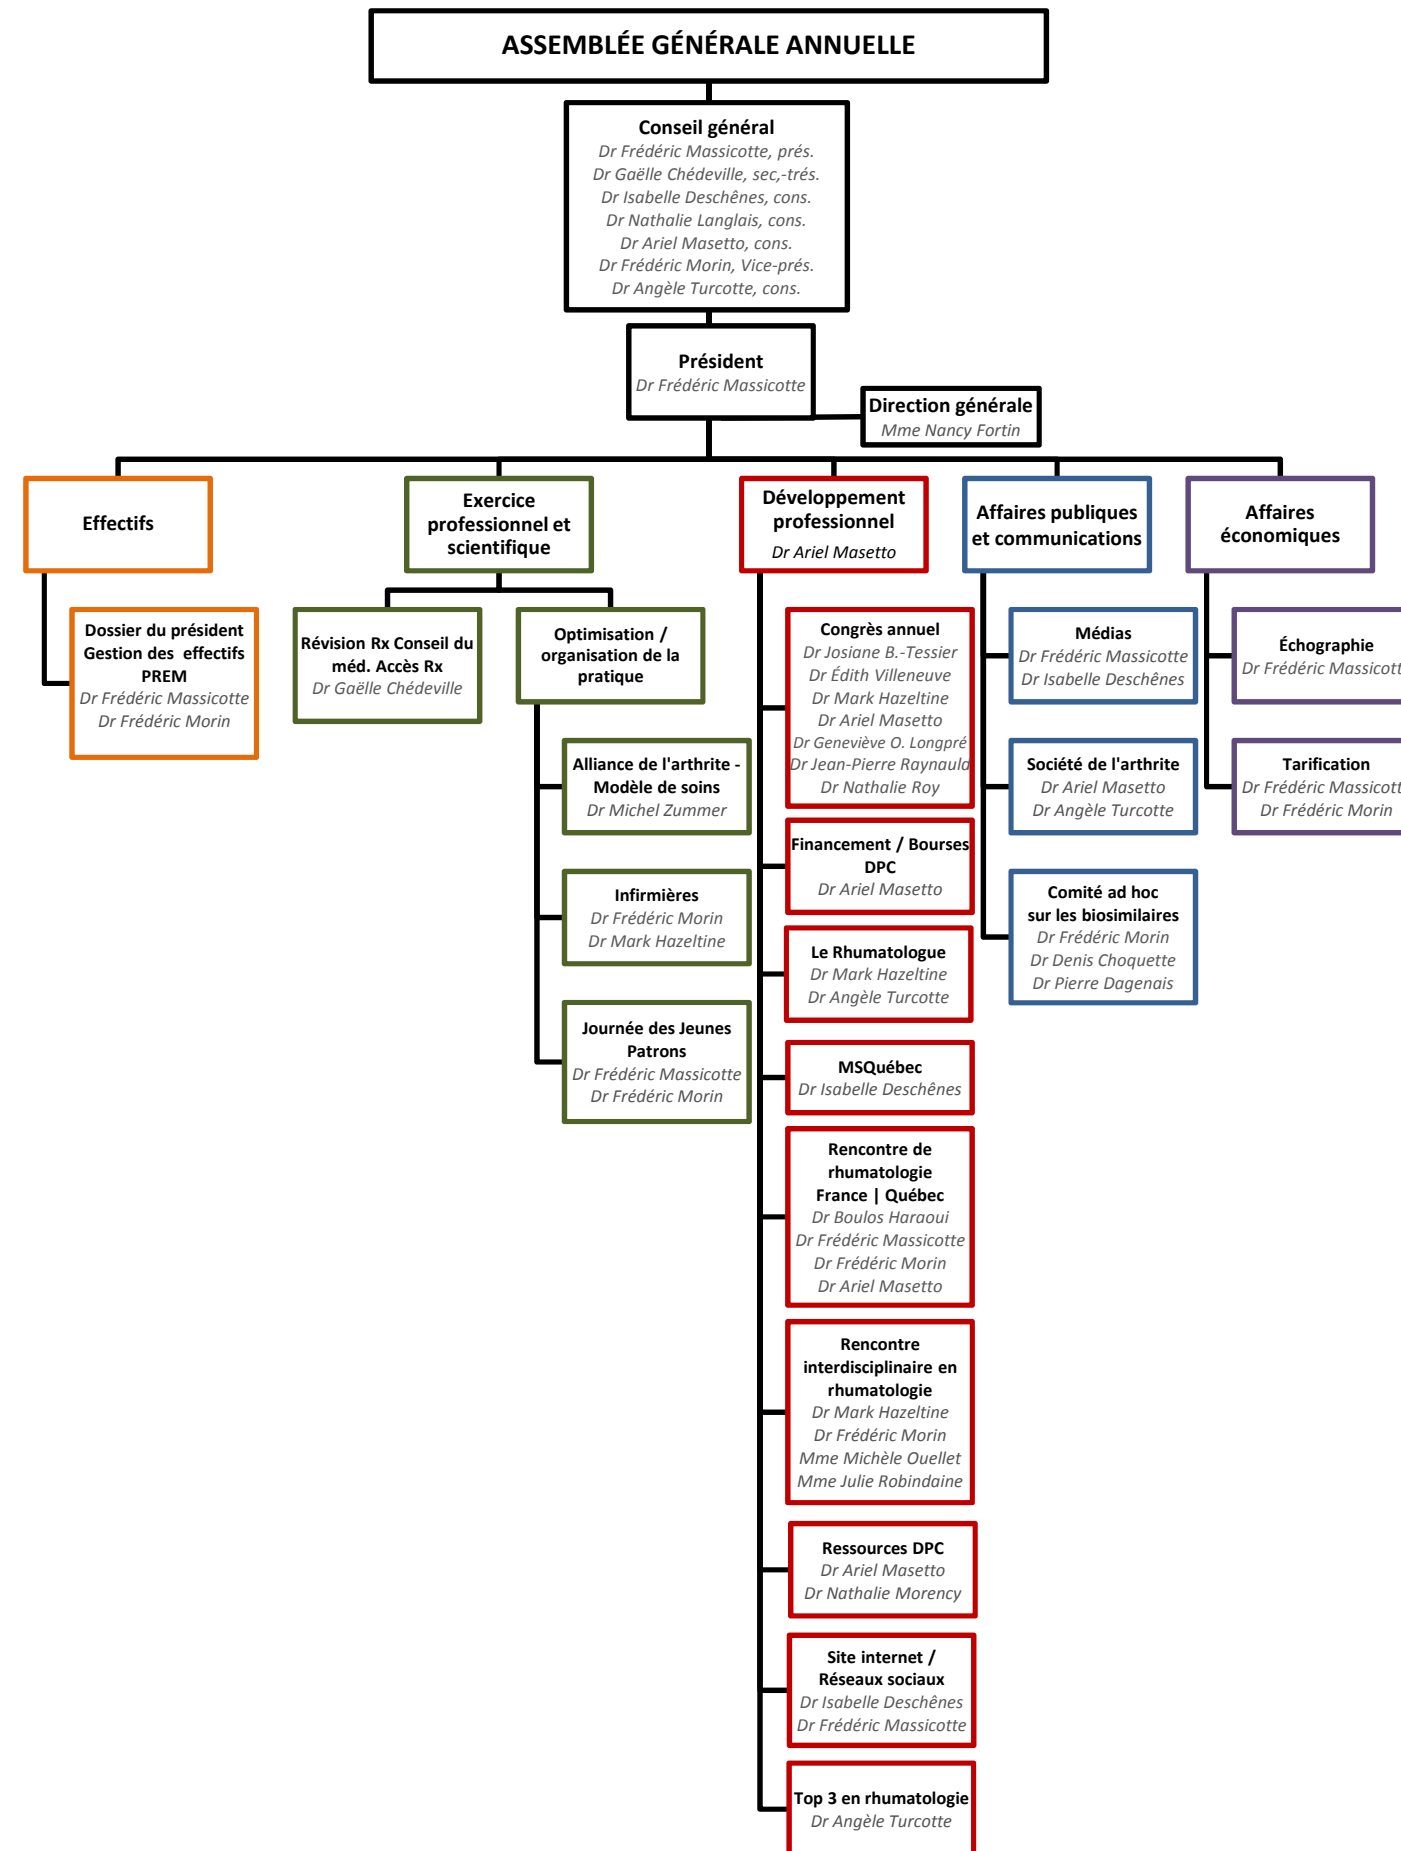 ASSEMBLÉE GÉNÉRALE ANNUELLE
Conseil général
Dr Frédéric Massicotte, prés.
Dr Gaëlle Chédeville, sec,-trés.
Dr Isabelle Deschênes, cons.
Dr Nathalie Langlais, cons.
Dr Ariel Masetto, cons.
Dr Frédéric Morin, Vice-prés.
Dr Angèle Turcotte, cons.
Président
Dr Frédéric Massicotte
Direction générale
Mme Nancy Fortin
Effectifs
Dossier du président
Gestion des effectifs
PREM
Dr Frédéric Massicotte
Dr Frédéric Morin
Exercice
professionnel et
scientifique
Révision Rx Conseil du
méd. Accès Rx
Dr Gaëlle Chédeville
Optimisation /
organisation de la
pratique
Alliance de l'arthrite -
Modèle de soins
Dr Michel Zummer
Infirmières
Dr Frédéric Morin
Dr Mark Hazeltine
Journée des Jeunes
Patrons
Dr Frédéric Massicotte
Dr Frédéric Morin
Développement
professionnel
Dr Ariel Masetto
Congrès annuel
Dr Josiane B.-Tessier
Dr Édith Villeneuve
Dr Mark Hazeltine
Dr Ariel Masetto
Dr Geneviève O. Longpré
Dr Jean-Pierre Raynauld
Dr Nathalie Roy
Financement / Bourses
DPC
Dr Ariel Masetto
Le Rhumatologue
Dr Mark Hazeltine
Dr Angèle Turcotte
MSQuébec
Dr Isabelle Deschênes
Rencontre de
rhumatologie
France | Québec
Dr Boulos Haraoui
Dr Frédéric Massicotte
Dr Frédéric Morin
Dr Ariel Masetto
Rencontre
interdisciplinaire en
rhumatologie
Dr Mark Hazeltine
Dr Frédéric Morin
Mme Michèle Ouellet
Mme Julie Robindaine
Ressources DPC
Dr Ariel Masetto
Dr Nathalie Morency
Site internet /
Réseaux sociaux
Dr Isabelle Deschênes
Dr Frédéric Massicotte
Top 3 en rhumatologie
Dr Angèle Turcotte
Affaires publiques
et communications
Médias
Dr Frédéric Massicotte
Dr Isabelle Deschênes
Société de l'arthrite
Dr Ariel Masetto
Dr Angèle Turcotte
Comité ad hoc
sur les biosimilaires
Dr Frédéric Morin
Dr Denis Choquette
Dr Pierre Dagenais
Affaires
économiques
Échographie
Dr Frédéric Massicott
Tarification
Dr Frédéric Massicott
Dr Frédéric Morin